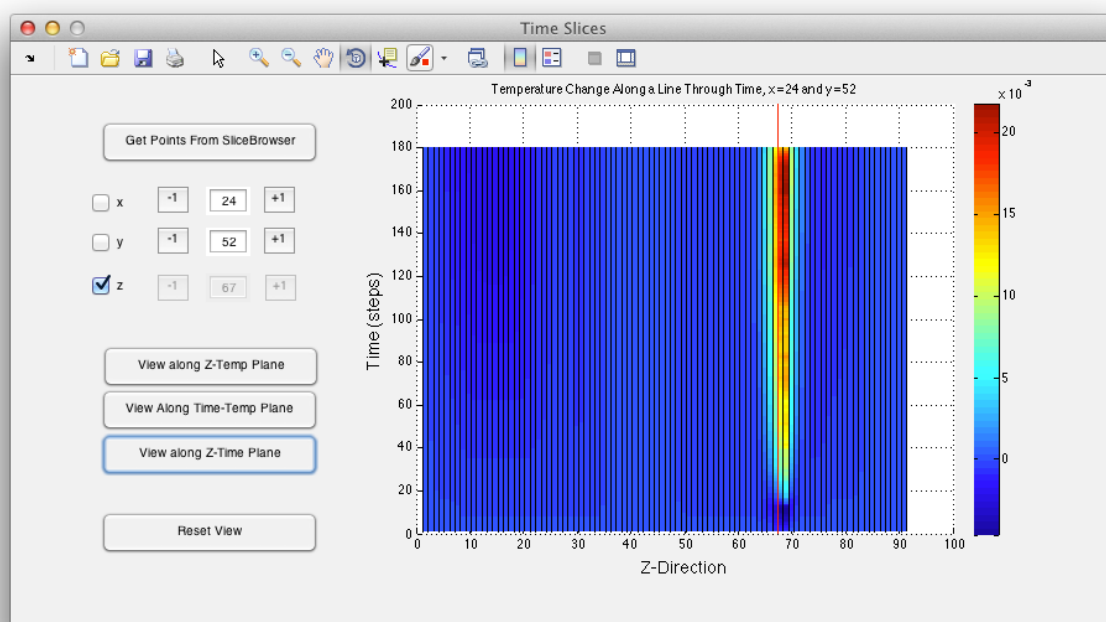 Time Slices
Get Points From SliceBrowser
x -1 24 +1
y -1 52 +1
z -1 67 +1
View along Z-Temp Plane
View Along Time-Temp Plane
View along Z-Time Plane
Reset View
Temperature Change Along a Line Through Time, x=24 and y=52
Time (steps)
200
180
160
140
120
100
80
60
40
20
0
0 10 20 30 40 50 60 70 80 90 100
Z-Direction
x 10⁻³
20
15
10
5
0